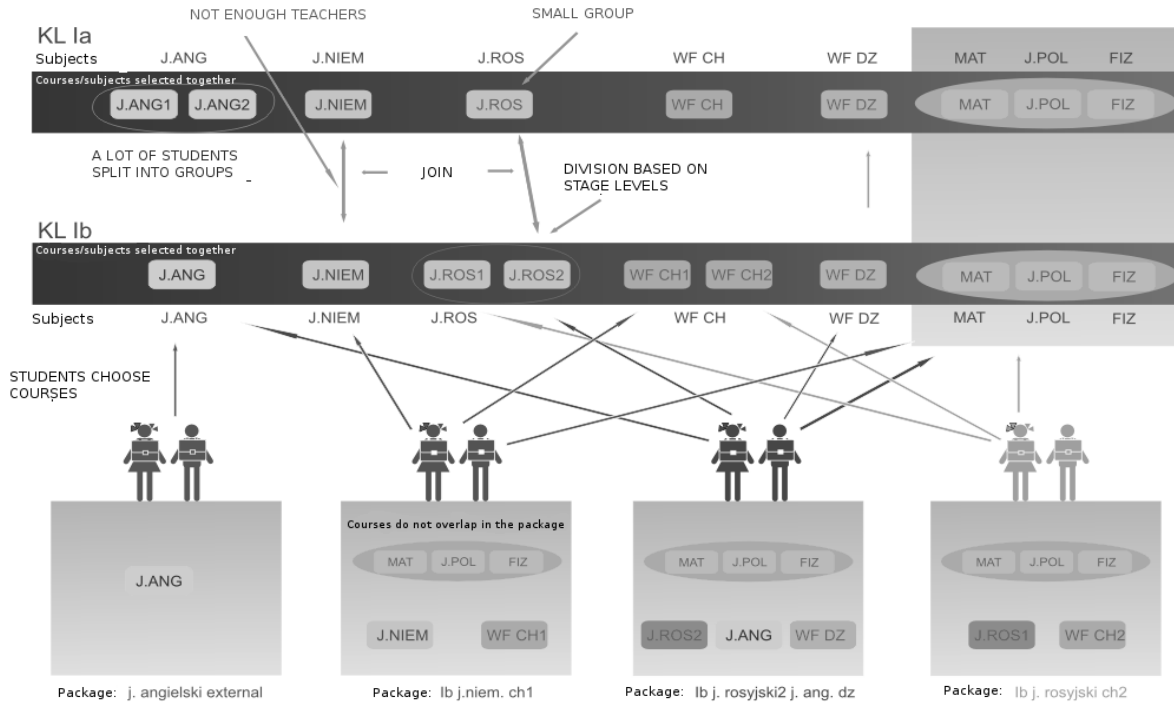 NOT ENOUGH TEACHERS
SMALL GROUP
KL Ia
Subjects
J.ANG
J.NIEM
J.ROS
WF CH
WF DZ
MAT
J.POL
FIZ
Courses/subjects selected together
J.ANG1
J.ANG2
J.NIEM
J.ROS
WF CH
WF DZ
MAT
J.POL
FIZ
A LOT OF STUDENTS
SPLIT INTO GROUPS
JOIN
DIVISION BASED ON
STAGE LEVELS
KL Ib
Courses/subjects selected together
J.ANG
J.NIEM
J.ROS1
J.ROS2
WF CH1
WF CH2
WF DZ
MAT
J.POL
FIZ
Subjects
J.ANG
J.NIEM
J.ROS
WF CH
WF DZ
MAT
J.POL
FIZ
STUDENTS CHOOSE
COURSES
J.ANG
Package: j. angielski external
Courses do not overlap in the package
MAT
J.POL
FIZ
J.NIEM
WF CH1
Package: Ib j.niem. ch1
MAT
J.POL
FIZ
J.ROS2
J.ANG
WF DZ
Package: Ib j. rosyjski2 j. ang. dz
MAT
J.POL
FIZ
J.ROS1
WF CH2
Package: Ib j. rosyjski ch2